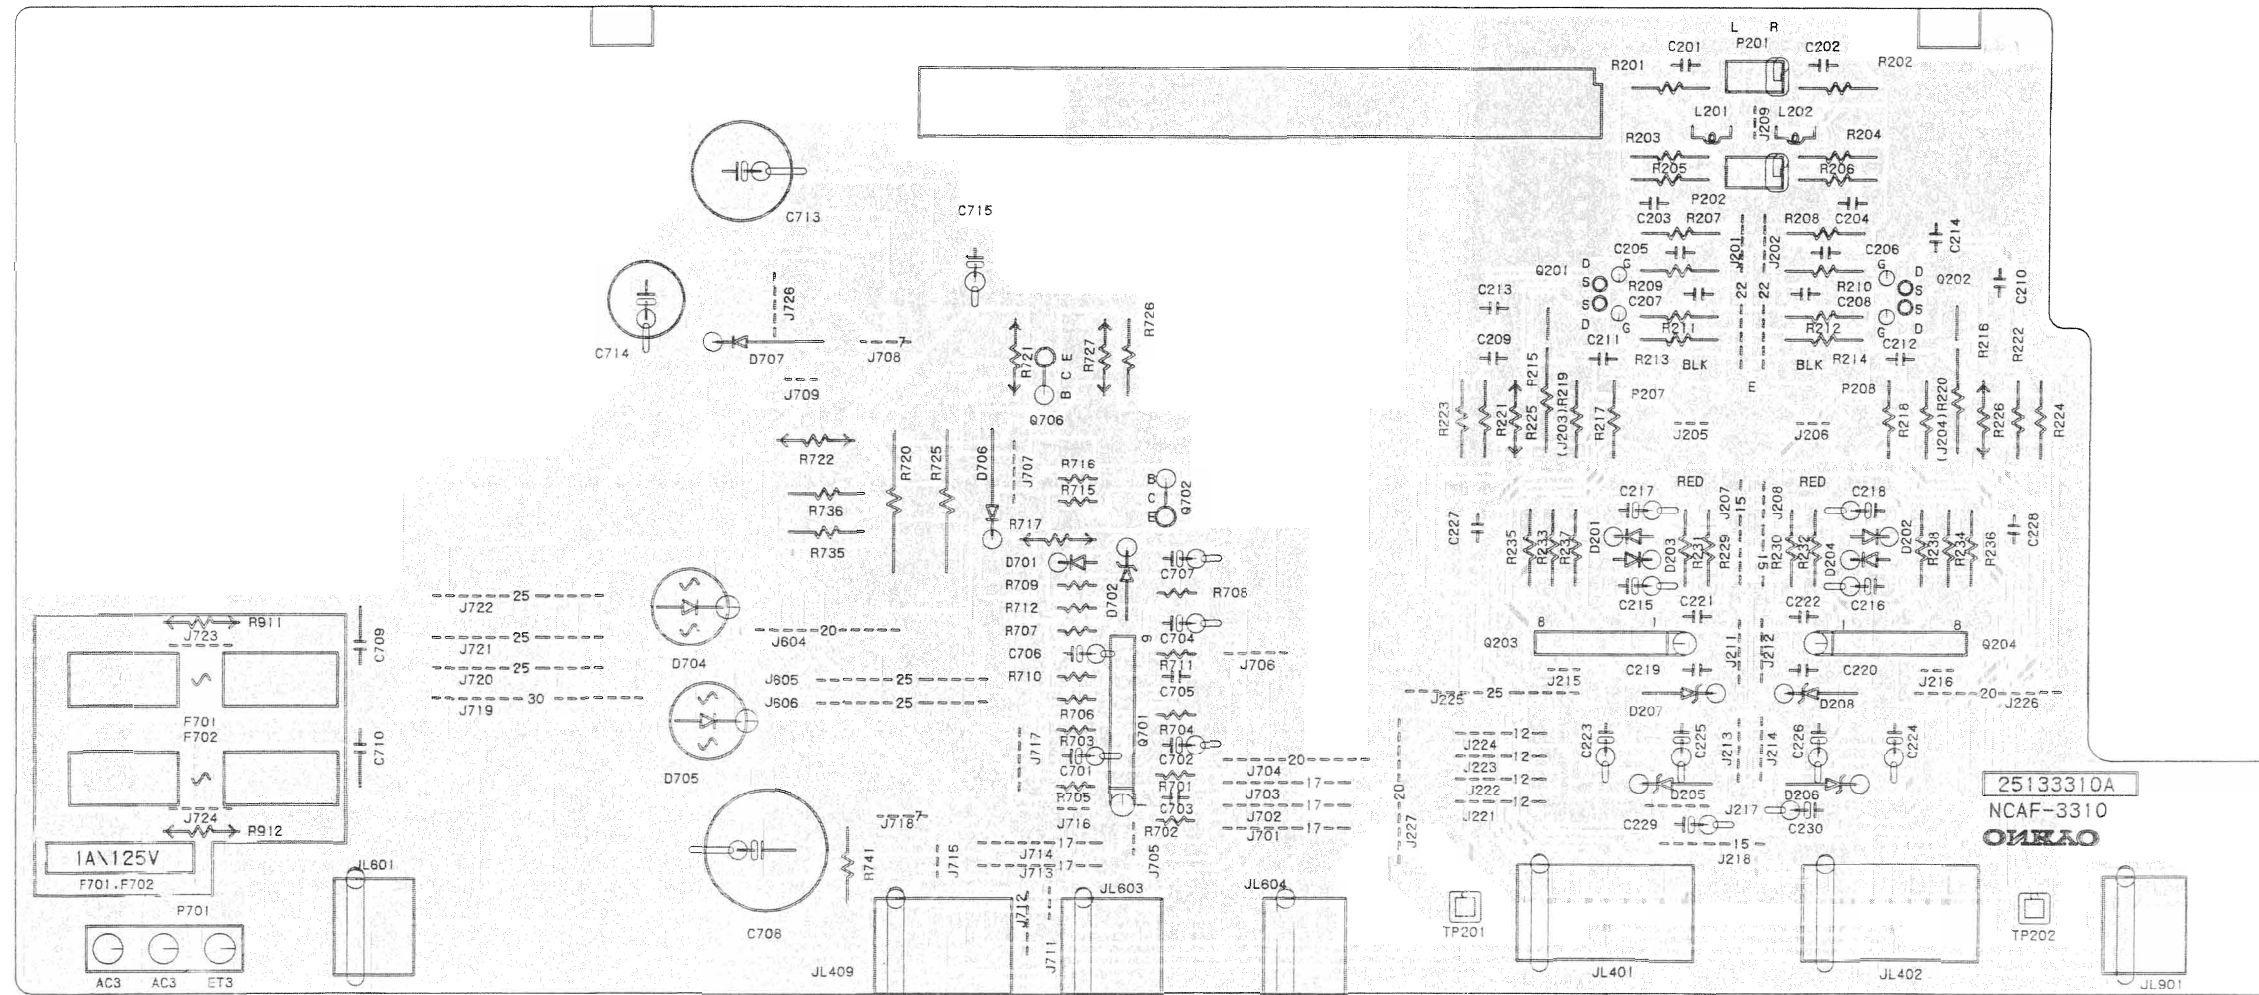 L R
C201 P201 C202
R201 R202
L201 J209 L202
R203 R204
R205 R206
P202
C203 R207 R208 C204
C713 C715
J201 J202 C214
C205 C206
Q201 D G G D Q202
S S
R209 R210 C210
C213 C207 22 22 C208
S S
D G G D
J726 R726
R211 R212 R216 R222
C714 D707 J708 7
R721 E C B R727
C209 C211 R213 BLK BLK R214 C212
J709
P215
E
P207 P208
Q706
R223 R221 R225 (J203)R219 R217 J205 J206 R218 (J204)R220 R226 R224
R722 R720 R725 D706 J707
R716
R715 B C E Q702
RED RED
R736 C217 J207 15 J208 C218
R717
R735 C227 R235 R233 R237 D201 D203 R231 R229 15 R230 R232 D204 D202 R238 R234 R236 C228
D701 C707
R709 D702 R708
C215 C221 C222 C216
J722 25 R712
R911 J723 C709
J721 25 J604 20 R707 C704
9
8 1 1 8
Q203 J211 J212 Q204
D704 C706 R711 J706
J720 25 J605 25 R710 C705
C219 C220
J215 J216
J719 30 J606 25
J225 25 D207 D208 20 J226
F701
F702
R706 R704
C710 R703 Q701
D705 J717 C701 C702
J224 12 C223 C225 J213 J214 C226 C224
J704 20 J223 12
R705 R701 J703 17 J222 12
C703 J702 17 J221 12
D205 D206
J724 R912
J718 7 J716 1 R702 J701 17
J227 20
J217
C229 C230
25133310A
NCAF-3310
ONKYO
1A\125V
F701,F702
JL601
R741 J715 J714 17
J713 17 J705
15 J218
P701
C708
JL409 J712 J711 JL603 JL604
TP201 JL401 JL402 TP202 JL901
AC3 AC3 ET3